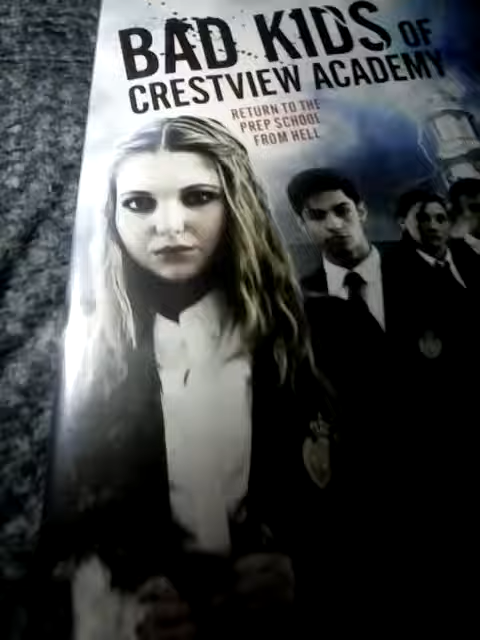 BAD KIDS OF
CRESTVIEW ACADEMY
RETURN TO THE
PREP SCHOOL
FROM HELL